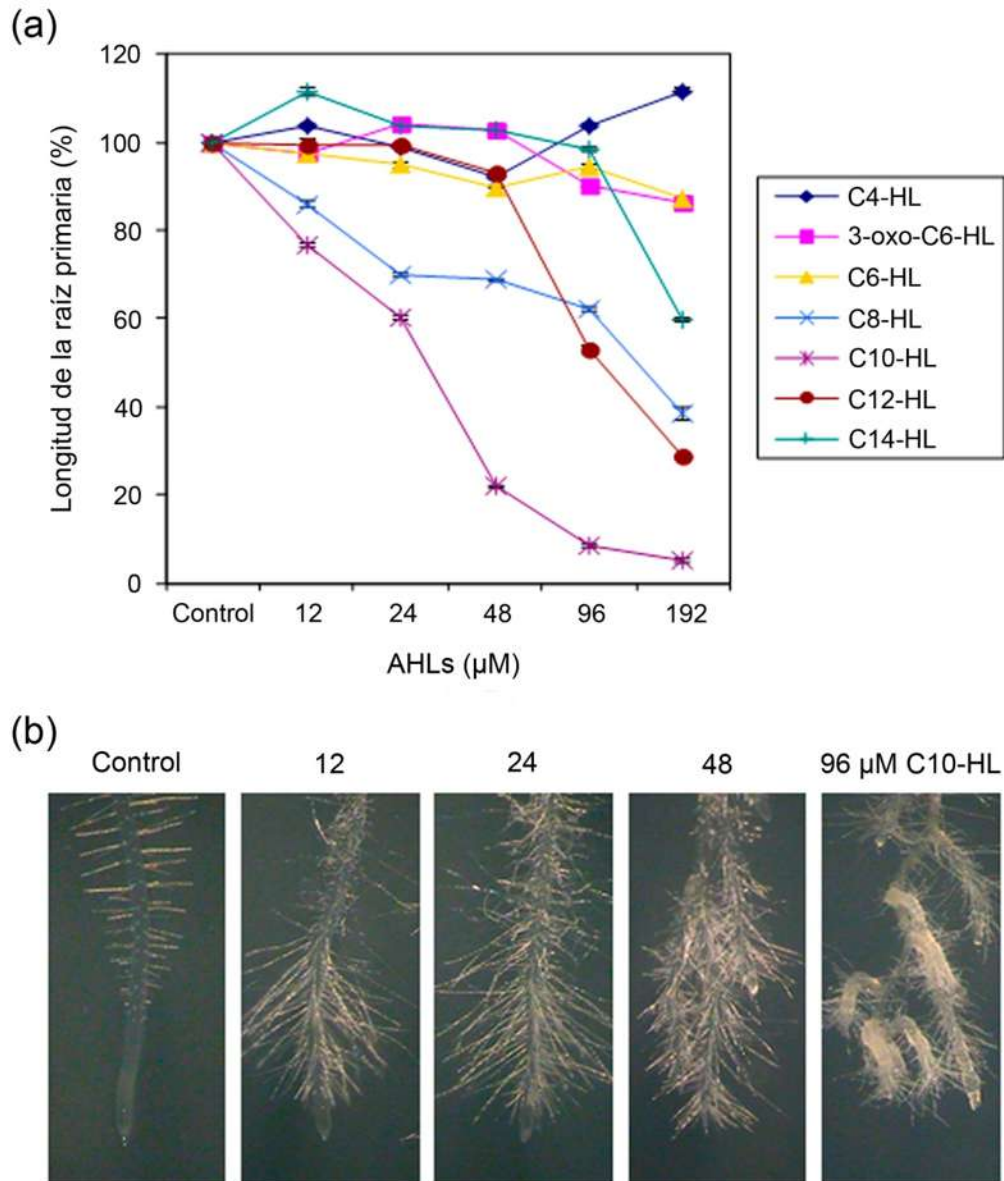 (a)
120
100
80
60
40
20
0
Longitud de la raíz primaria (%)
Control 12 24 48 96 192
AHLs (µM)
C4-HL
3-oxo-C6-HL
C6-HL
C8-HL
C10-HL
C12-HL
C14-HL
(b)
Control 12 24 48 96 µM C10-HL